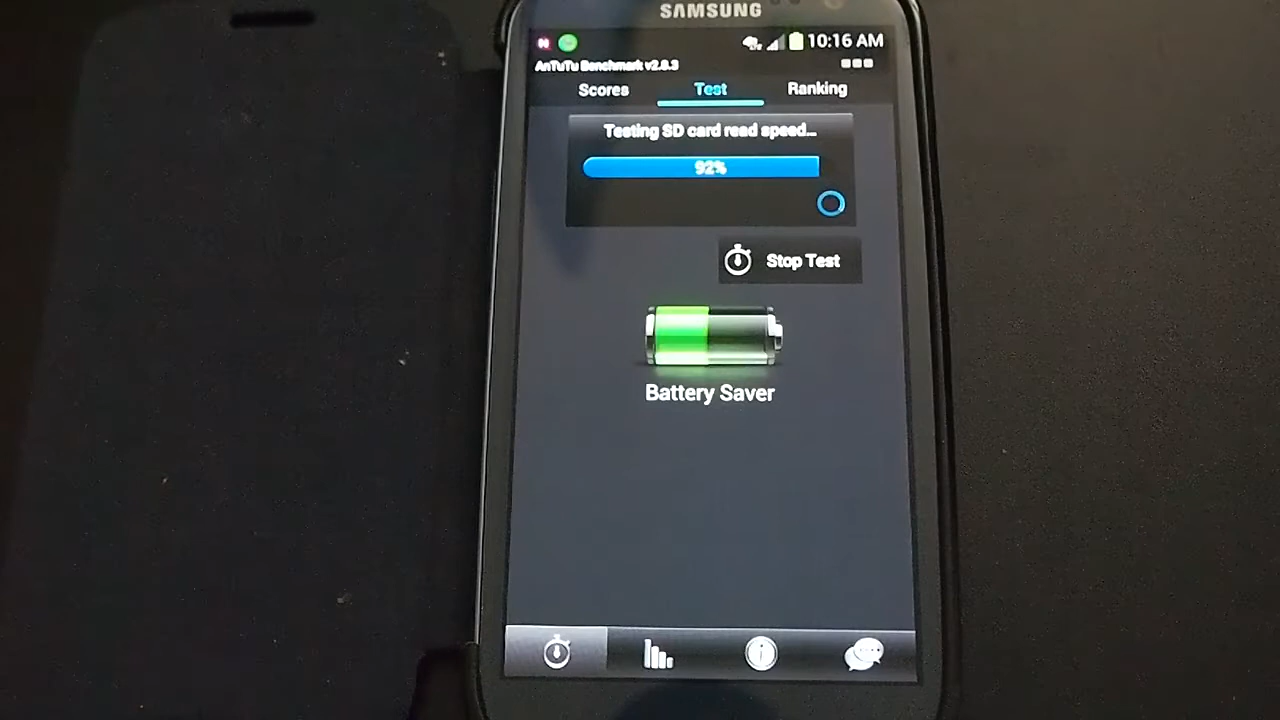 SAMSUNG
10:16 AM
AnTuTu Benchmark v2.8.3
Scores Test Ranking
Testing SD card read speed...
92%
Stop Test
Battery Saver